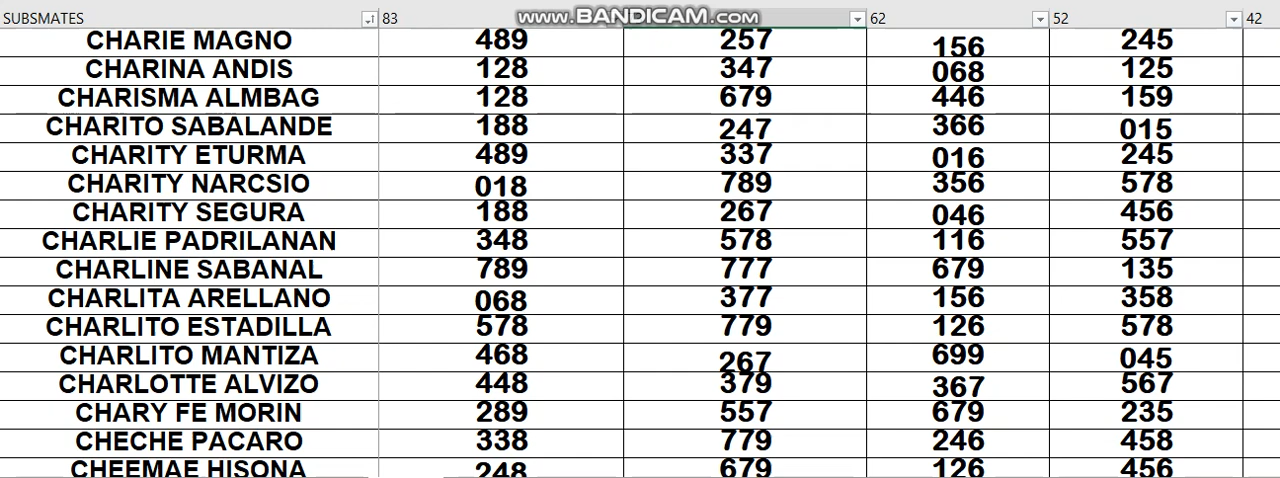 SUBSMATES 83 www.BANDICAM.com 62 52 42
CHARIE MAGNO 489 257 156 245
CHARINA ANDIS 128 347 068 125
CHARISMA ALMBAG 128 679 446 159
CHARITO SABALANDE 188 247 366 015
CHARITY ETURMA 489 337 016 245
CHARITY NARCSIO 018 789 356 578
CHARITY SEGURA 188 267 046 456
CHARLIE PADRILANAN 348 578 116 557
CHARLINE SABANAL 789 777 679 135
CHARLITA ARELLANO 068 377 156 358
CHARLITO ESTADILLA 578 779 126 578
CHARLITO MANTIZA 468 267 699 045
CHARLOTTE ALVIZO 448 379 367 567
CHARY FE MORIN 289 557 679 235
CHECHE PACARO 338 779 246 458
CHEEMAE HISONA 248 679 126 456